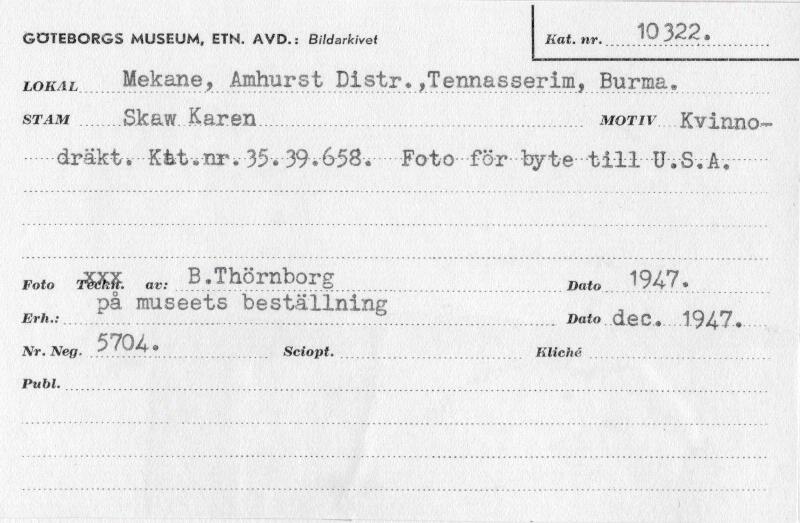 GÖTEBORGS MUSEUM, ETN. AVD.: Bildarkivet Kat. nr. 10322.
LOKAL Mekane, Amhurst Distr.,Tennasserim, Burma.
STAM Skaw Karen MOTIV Kvinno-
dräkt. Kat.nr.35.39.658. Foto för byte till U.S.A.
Foto Teckn. av: B.Thörnborg Dato 1947.
Erh.: på museets beställning Dato dec. 1947.
Nr. Neg. 5704. Sciopt. Kliché
Publ.